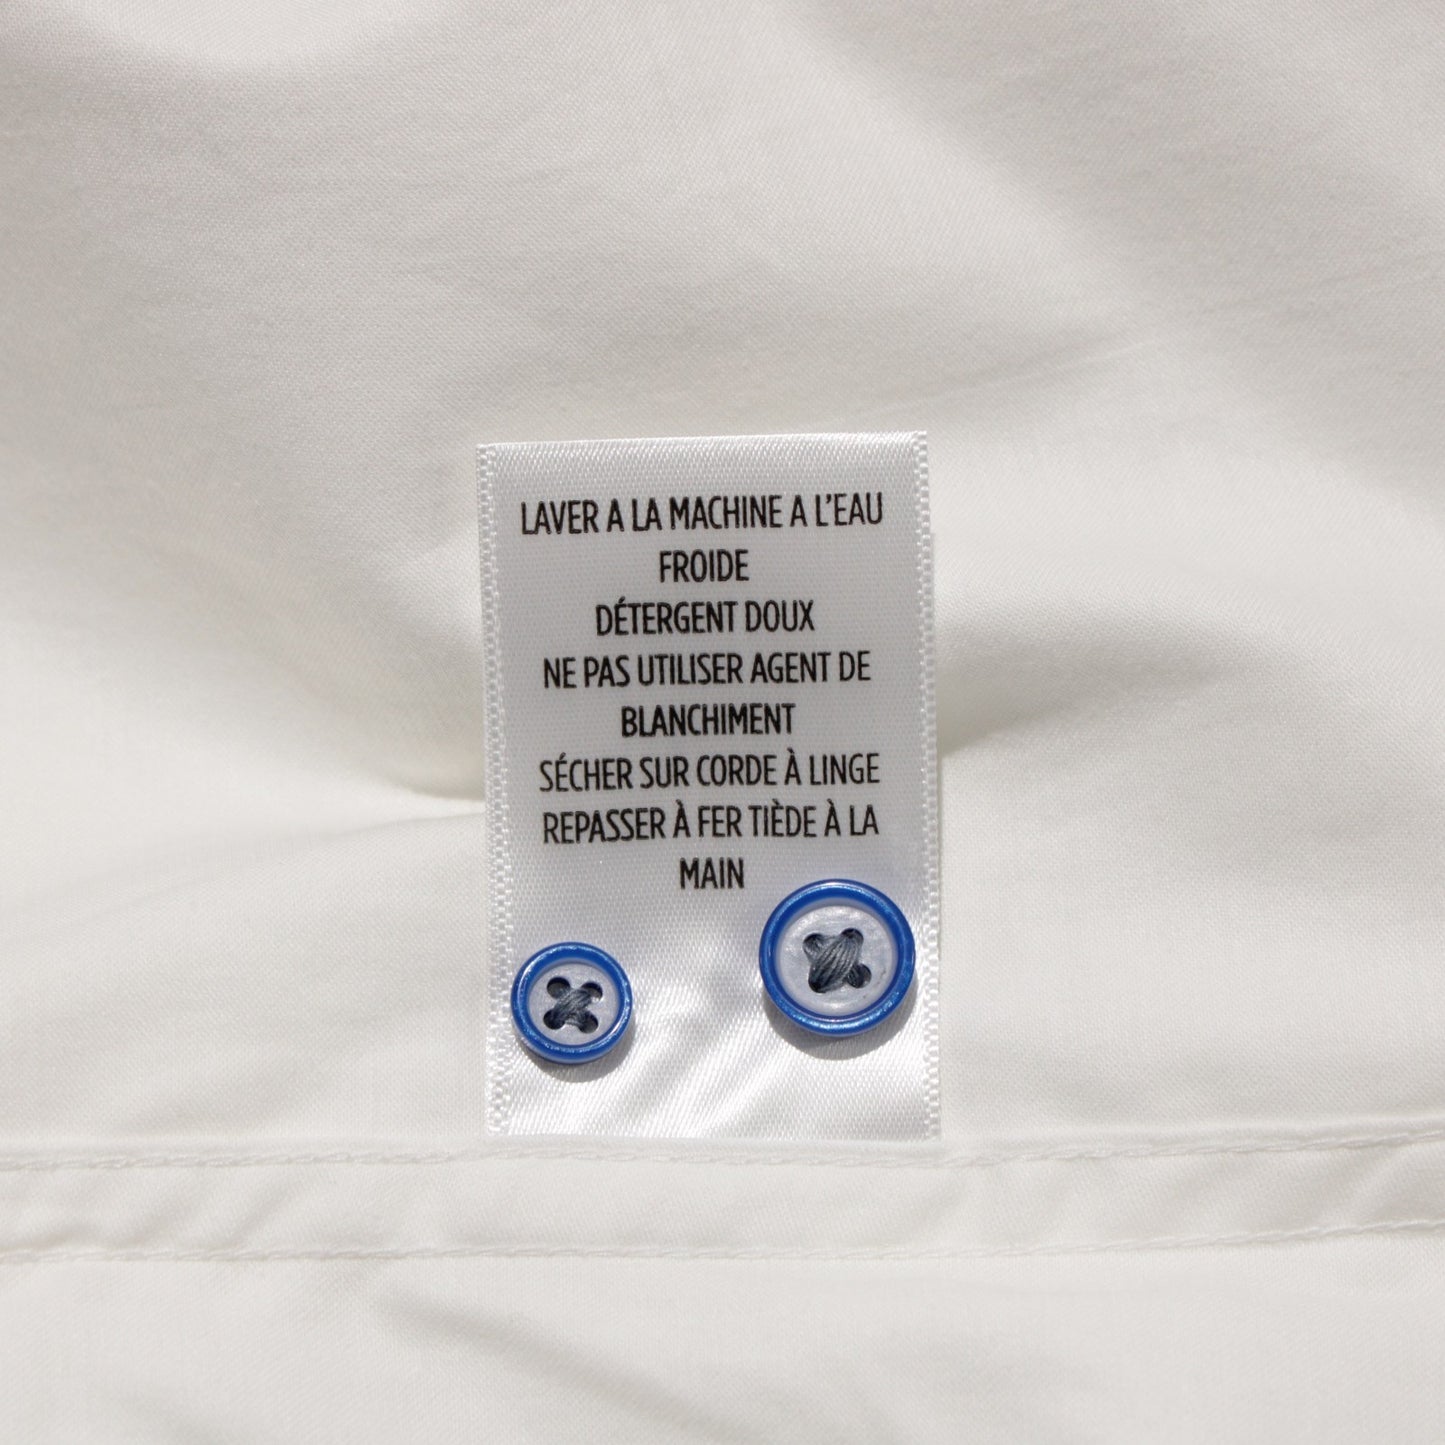 LAVER A LA MACHINE A L'EAU
FROIDE
DÉTERGENT DOUX
NE PAS UTILISER AGENT DE
BLANCHIMENT
SÉCHER SUR CORDE À LINGE
REPASSER À FER TIÈDE À LA
MAIN